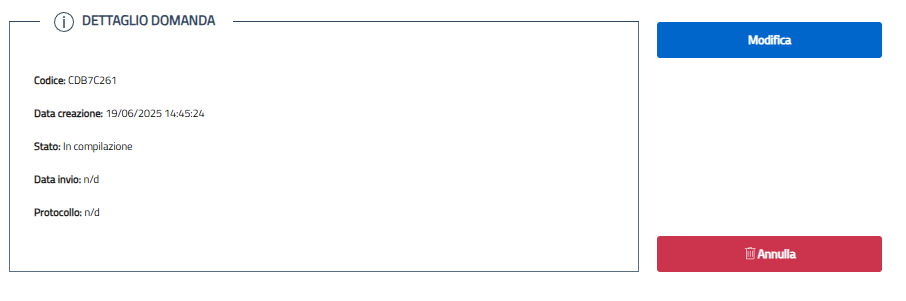 DETTAGLIO DOMANDA
Modifica
Codice: CDB7C261
Data creazione: 19/06/2025 14:45:24
Stato: In compilazione
Data invio: n/d
Protocollo: n/d
Annulla